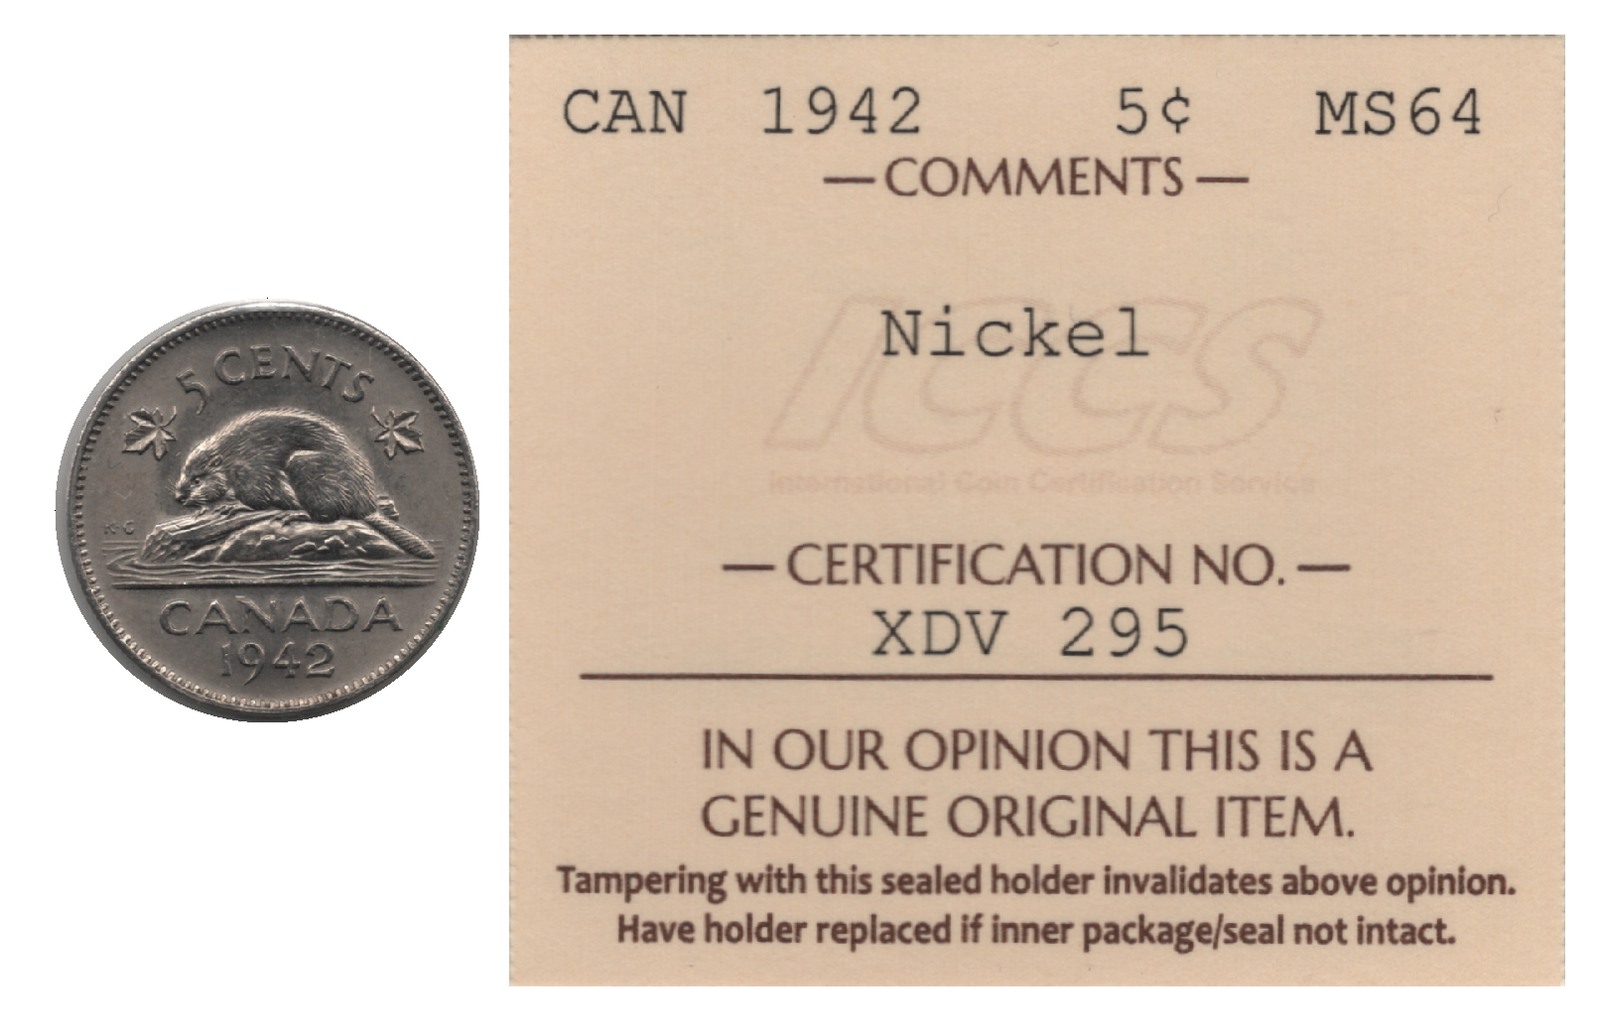 5 CENTS
K·G
CANADA
1942
CAN 1942 5¢ MS64
— COMMENTS —
Nickel
ICCS
International Coin Certification Service
— CERTIFICATION NO. —
XDV 295
IN OUR OPINION THIS IS A
GENUINE ORIGINAL ITEM.
Tampering with this sealed holder invalidates above opinion.
Have holder replaced if inner package/seal not intact.